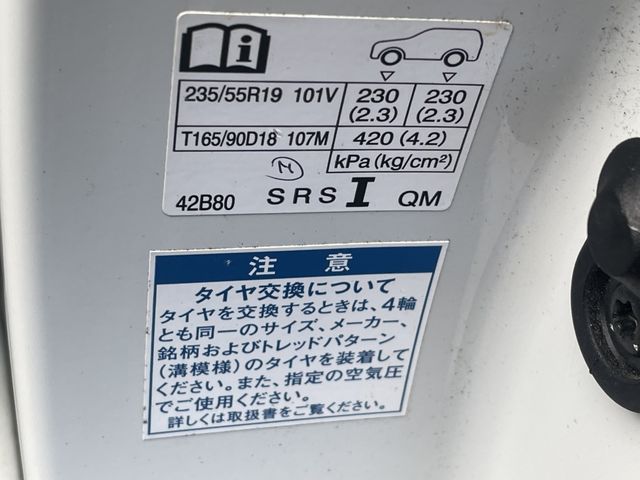 235/55R19 101V 230 (2.3) 230 (2.3)
T165/90D18 107M 420 (4.2)
kPa(kg/cm²)
M
42B80 SRS I QM
注意
タイヤ交換について
タイヤを交換するときは、4輪
とも同一のサイズ、メーカー、
銘柄およびトレッドパターン
(溝模様)のタイヤを装着して
ください。また、指定の空気圧
でご使用ください。
詳しくは取扱書をご覧ください。